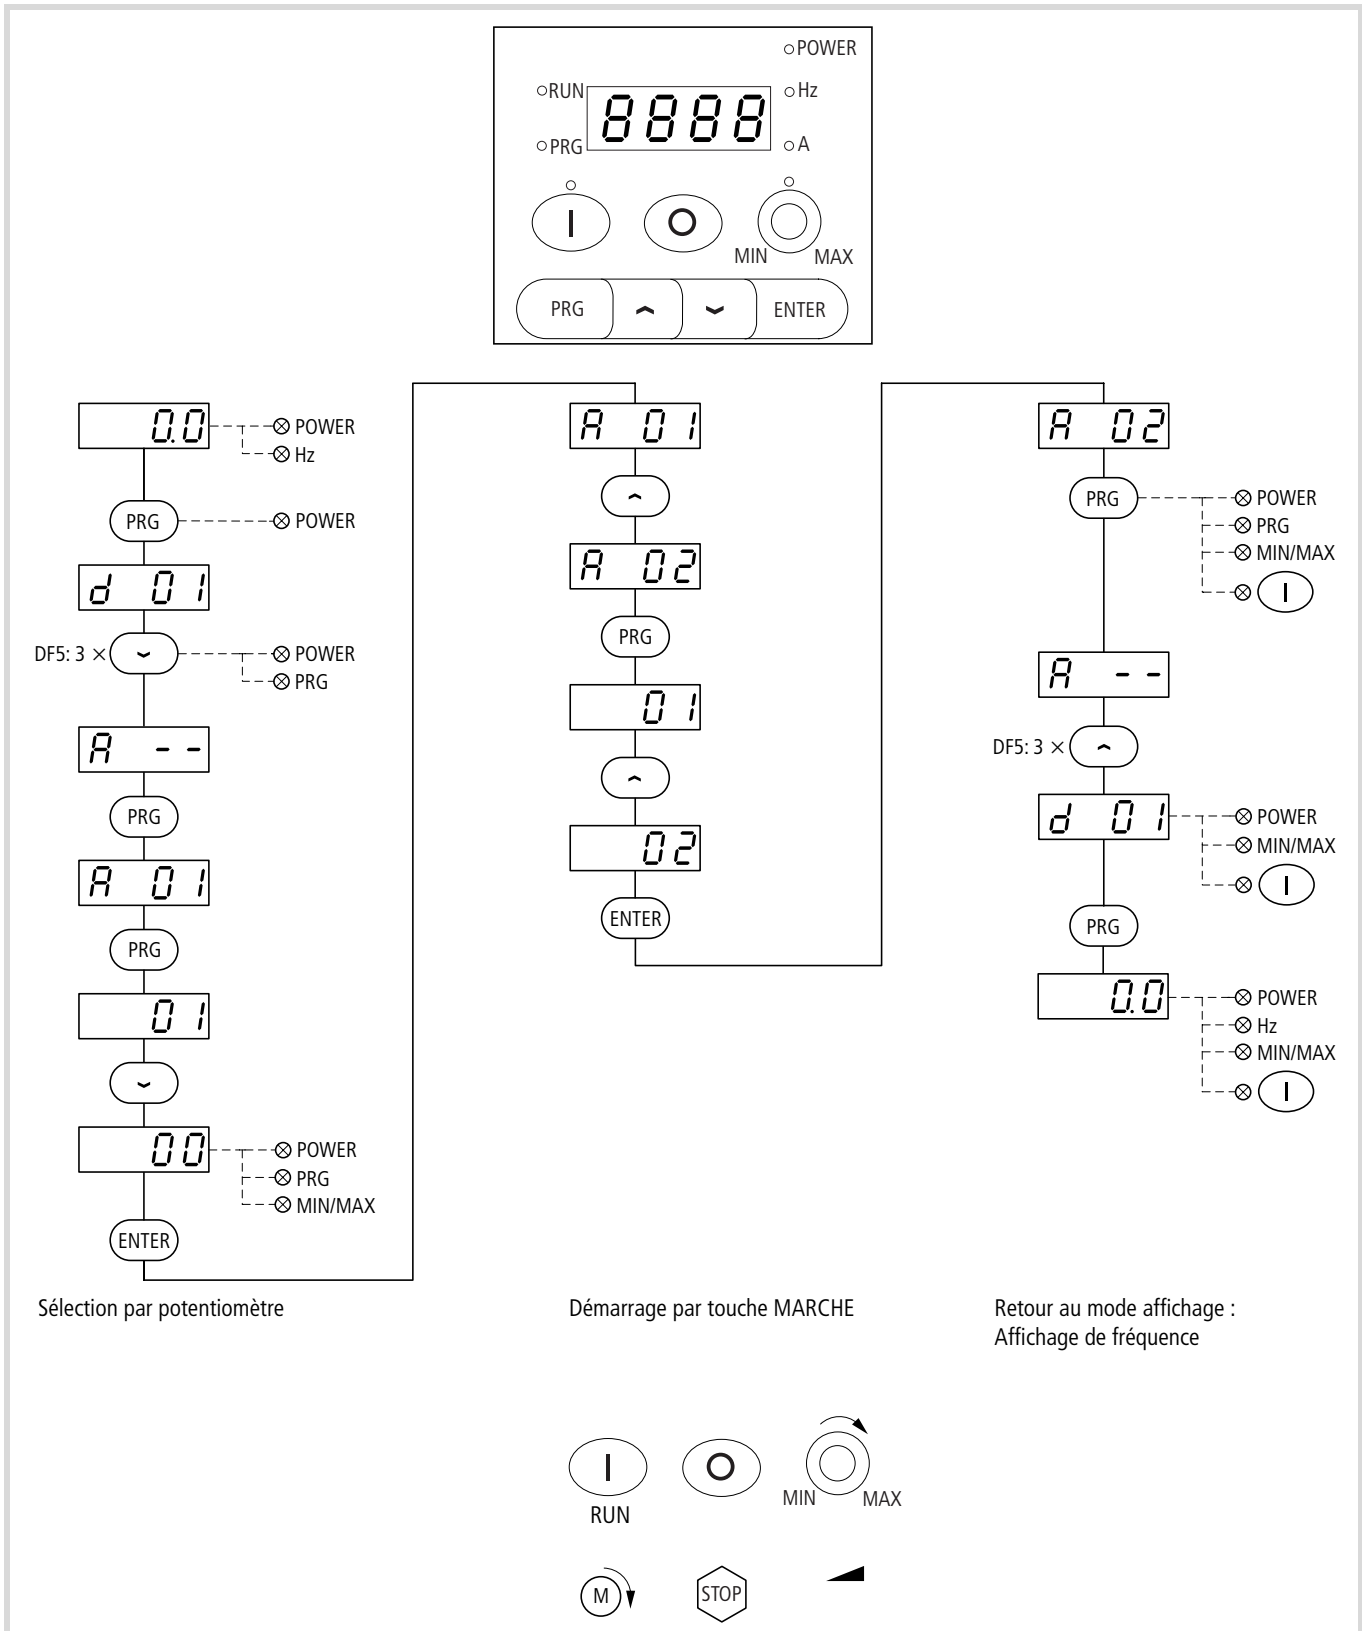 POWER
RUN 8888 Hz
PRG A
MIN MAX
PRG ENTER
0.0 POWER
Hz
PRG POWER
d 01
DF5: 3 × POWER
PRG
A --
PRG
A 01
PRG
01
00 POWER
PRG
MIN/MAX
ENTER
Sélection par potentiomètre
A 01
A 02
PRG
01
02
ENTER
Démarrage par touche MARCHE
A 02
PRG POWER
PRG
MIN/MAX
I
A --
DF5: 3 ×
d 01 POWER
MIN/MAX
I
PRG
0.0 POWER
Hz
MIN/MAX
I
Retour au mode affichage :
Affichage de fréquence
I O MIN MAX
RUN
M STOP